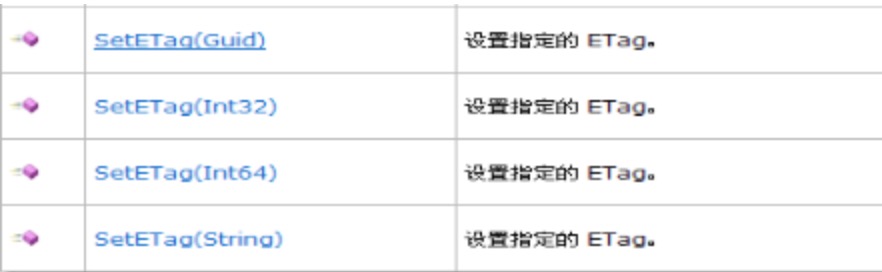 SetETag(Guid) 设置指定的 ETag。
SetETag(Int32) 设置指定的 ETag。
SetETag(Int64) 设置指定的 ETag。
SetETag(String) 设置指定的 ETag。